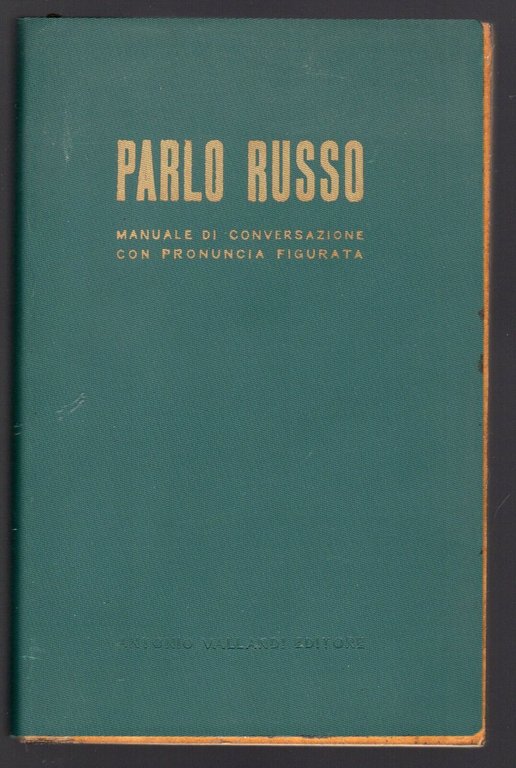 PARLO RUSSO
MANUALE DI CONVERSAZIONE
CON PRONUNCIA FIGURATA
ANTONIO VALLARDI EDITORE